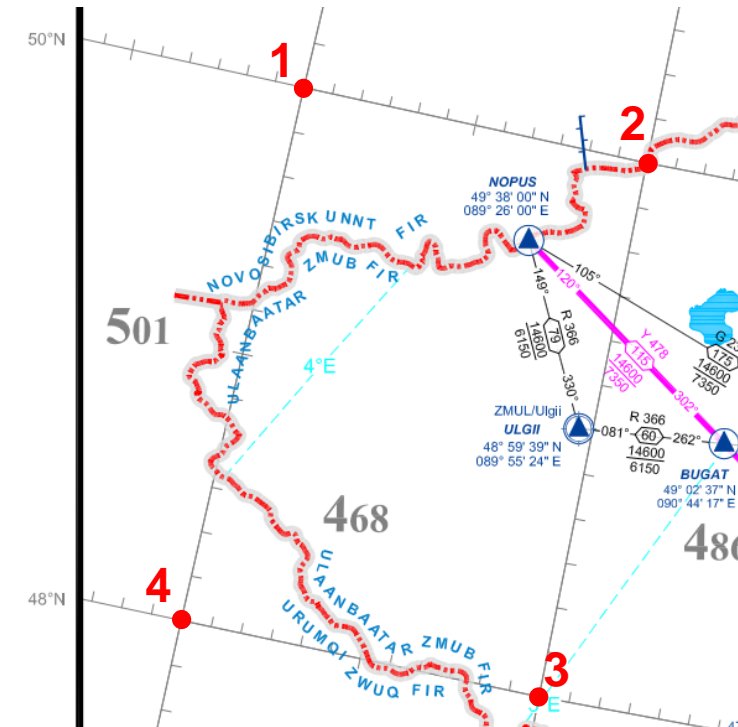 50°N
1
2
NOPUS
49° 38' 00" N
089° 26' 00" E
NOVOSIBIRSK UNNT FIR
ZMUB FIR
ULAANBAATAR
501
4°E
149°
120°
105°
R 366
79
14600
6150
330°
Y 478
115
14600
7350
302°
175
14600
7350
ZMUL/Ulgii
ULGII
48° 59' 39" N
089° 55' 24" E
081°
R 366
60
262°
14600
6150
BUGAT
49° 02' 37" N
090° 44' 17" E
468
48°N
4
ULAANBAATAR ZMUB FIR
URUMQI ZWUQ FIR
3